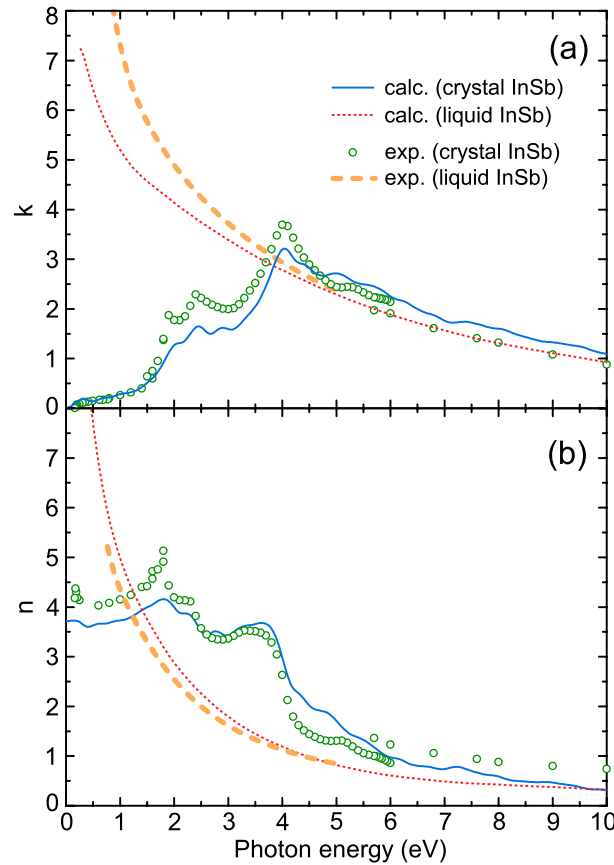 8
7
6
5
4
3
2
1
0
k
(a)
calc. (crystal InSb)
calc. (liquid InSb)
exp. (crystal InSb)
exp. (liquid InSb)
7
6
5
4
3
2
1
0
n
(b)
0 1 2 3 4 5 6 7 8 9 10
Photon energy (eV)